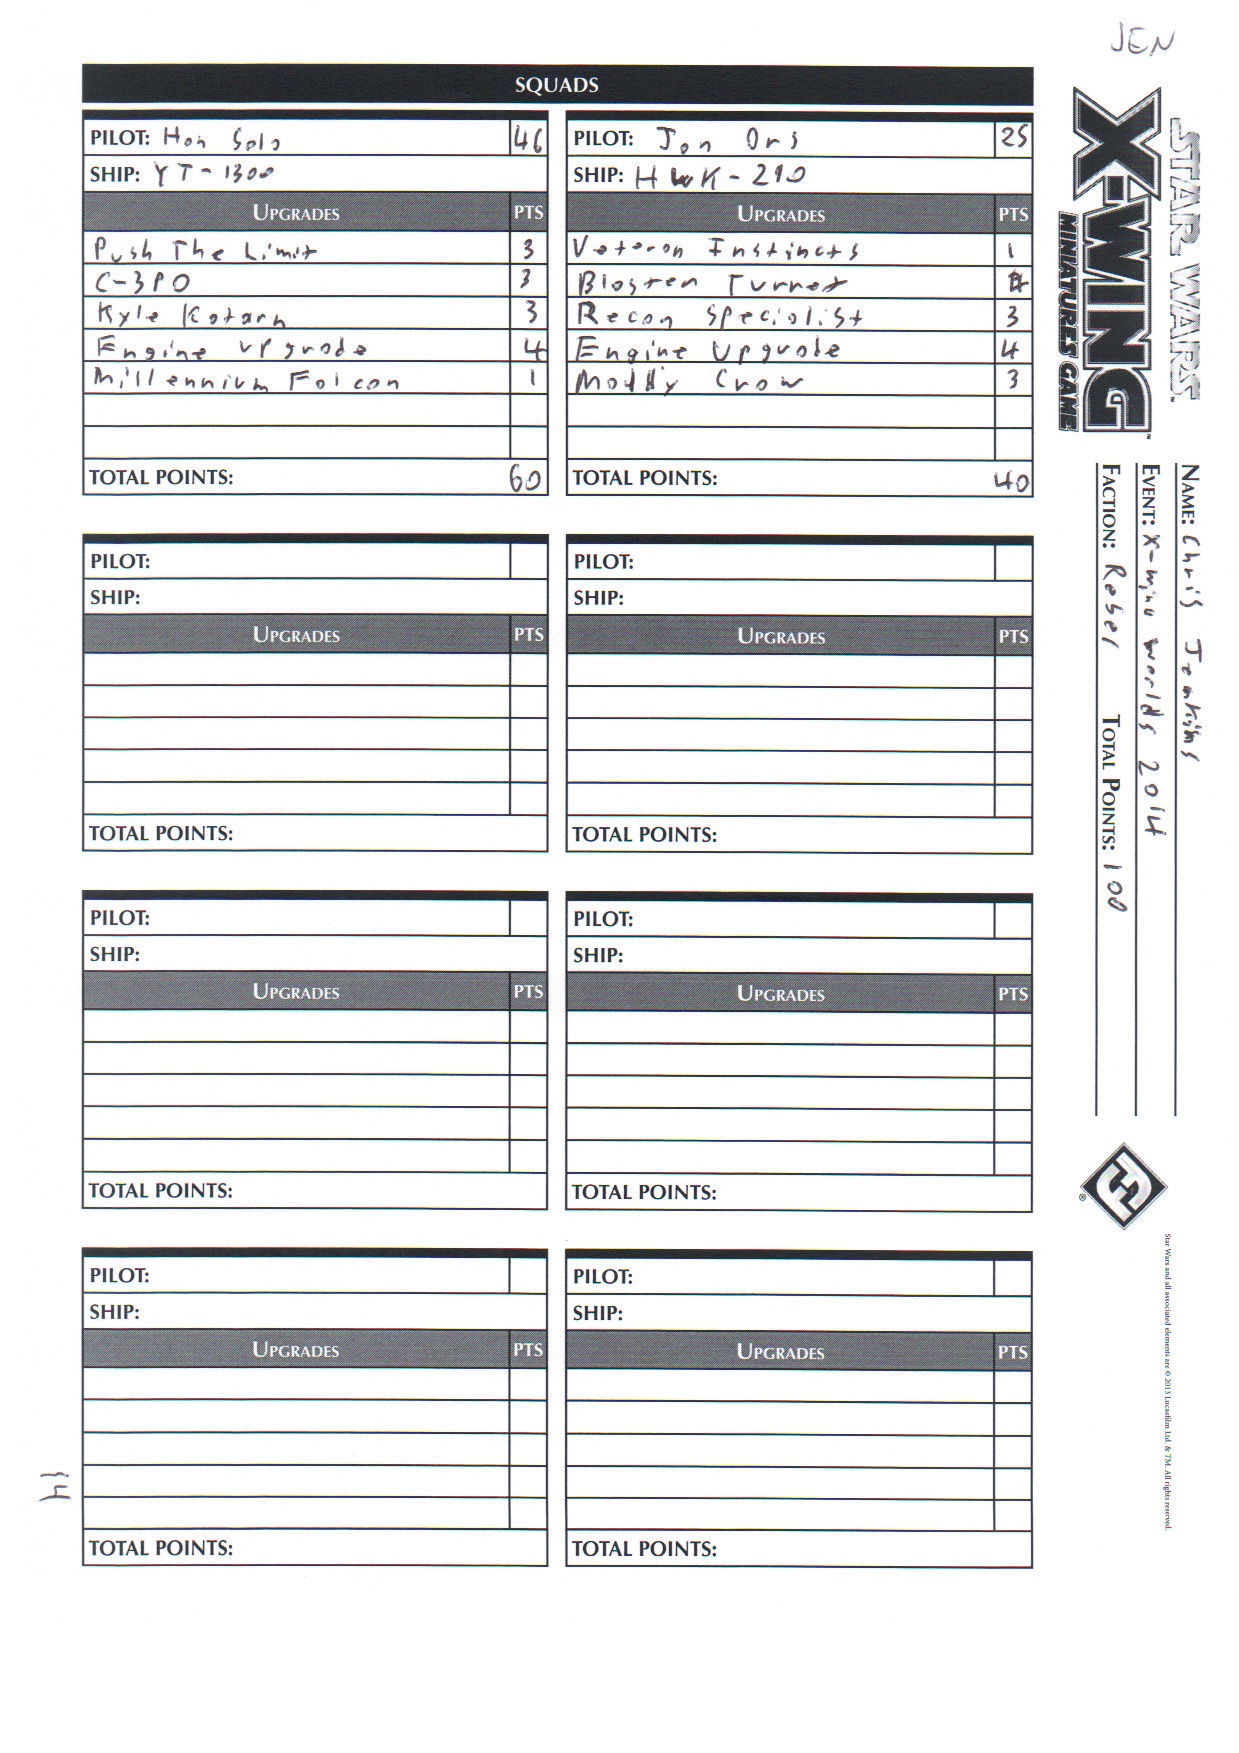 JEN
SQUADS
PILOT: Han Solo 46
SHIP: YT-1300
UPGRADES PTS
Push The Limit 3
C-3PO 3
Kyle Katarn 3
Engine Upgrade 4
Millennium Falcon 1
TOTAL POINTS: 60
PILOT: Jan Ors 25
SHIP: HWK-290
UPGRADES PTS
Veteran Instincts 1
Blaster Turret 4
Recon Specialist 3
Engine Upgrade 4
Moldy Crow 3
TOTAL POINTS: 40
PILOT:
SHIP:
UPGRADES PTS
TOTAL POINTS:
PILOT:
SHIP:
UPGRADES PTS
TOTAL POINTS:
PILOT:
SHIP:
UPGRADES PTS
TOTAL POINTS:
PILOT:
SHIP:
UPGRADES PTS
TOTAL POINTS:
PILOT:
SHIP:
UPGRADES PTS
TOTAL POINTS:
PILOT:
SHIP:
UPGRADES PTS
TOTAL POINTS:
STAR WARS™
X-WING™
MINIATURES GAME
NAME: Chris Jenkins
EVENT: X-wing Worlds 2014
FACTION: Rebel TOTAL POINTS: 100
®
Star Wars and all associated elements are © 2013 Lucasfilm Ltd. & TM. All rights reserved.
14